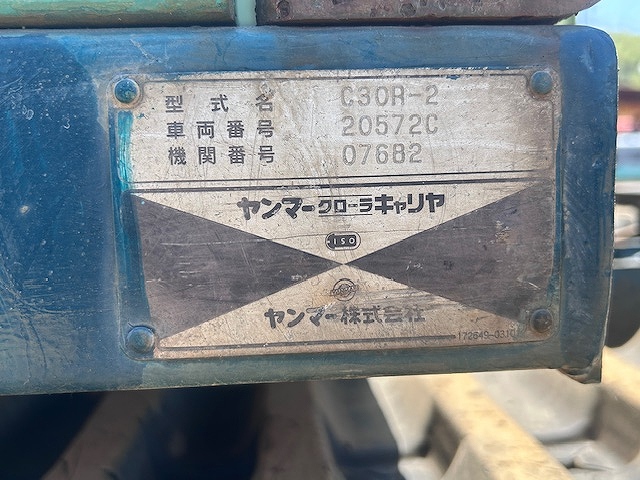 型式名 C30R-2
車両番号 20572C
機関番号 07682
ヤンマークローラキャリヤ
ISO
ヤンマー株式会社